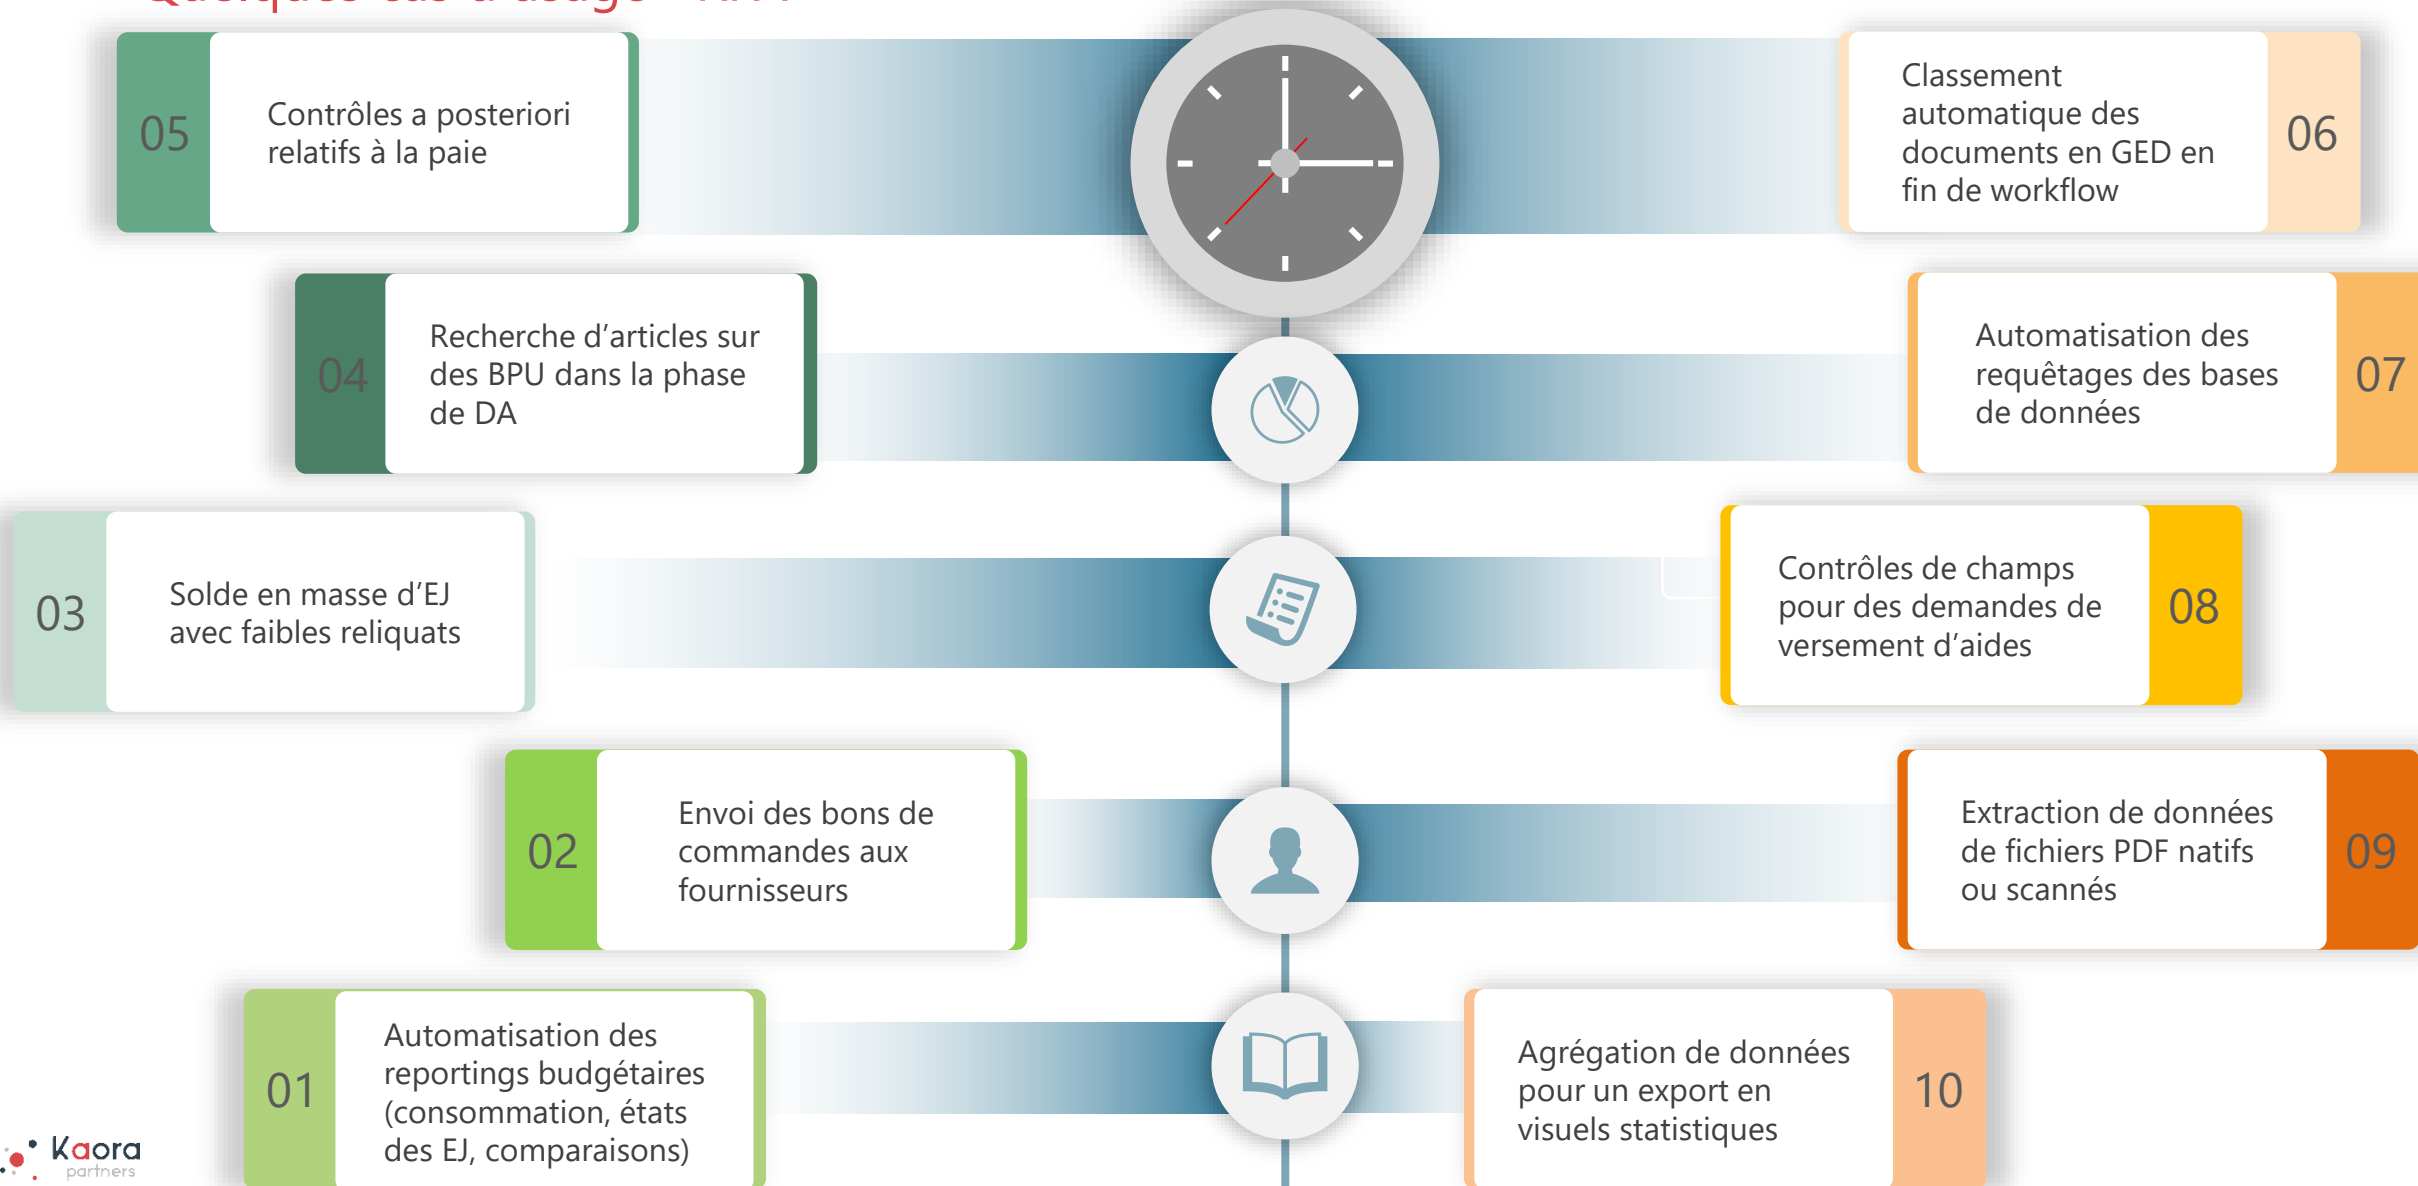 Quelques cas d'usage
05
Contrôles a posteriori
relatifs à la paie
04
Recherche d’articles sur
des BPU dans la phase
de DA
03
Solde en masse d’EJ
avec faibles reliquats
02
Envoi des bons de
commandes aux
fournisseurs
01
Automatisation des
reportings budgétaires
(consommation, états
des EJ, comparaisons)
Classement
automatique des
documents en GED en
fin de workflow
06
Automatisation des
requêtages des bases
de données
07
Contrôles de champs
pour des demandes de
versement d’aides
08
Extraction de données
de fichiers PDF natifs
ou scannés
09
Agrégation de données
pour un export en
visuels statistiques
10
Kaora
partners